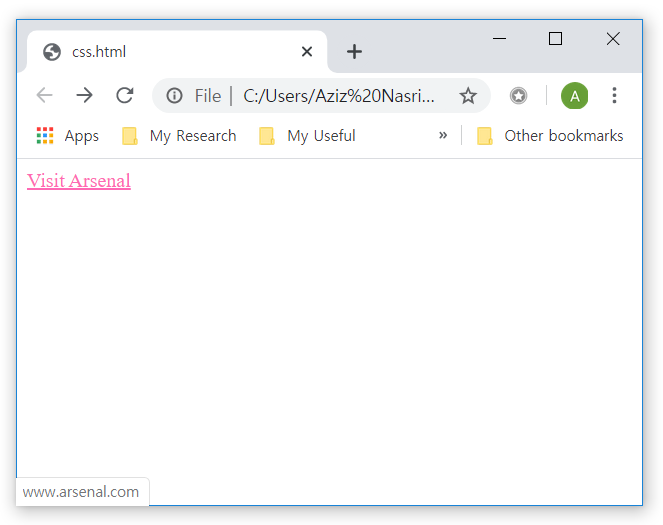 css.html
File | C:/Users/Aziz%20Nasri... A
Apps My Research My Useful » Other bookmarks
Visit Arsenal
www.arsenal.com